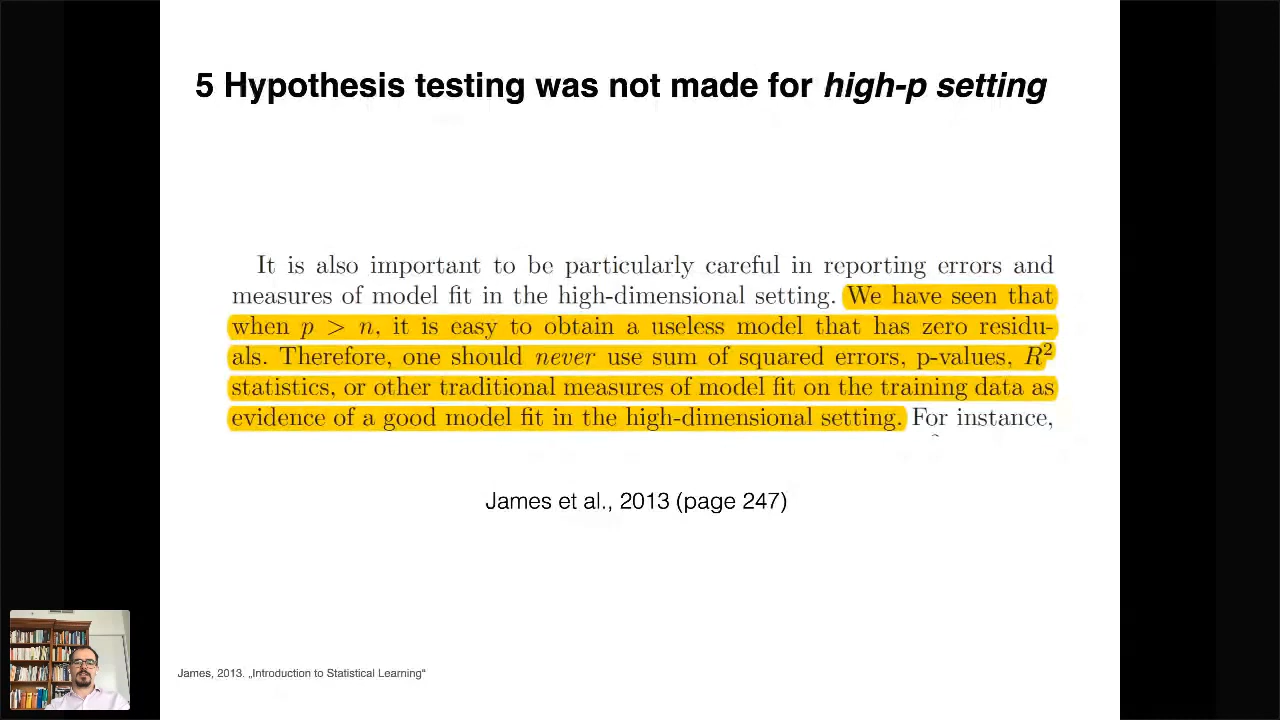 5 Hypothesis testing was not made for high-p setting
It is also important to be particularly careful in reporting errors and
measures of model fit in the high-dimensional setting. We have seen that
when p > n, it is easy to obtain a useless model that has zero residu-
als. Therefore, one should never use sum of squared errors, p-values, R²
statistics, or other traditional measures of model fit on the training data as
evidence of a good model fit in the high-dimensional setting. For instance,
James et al., 2013 (page 247)
James, 2013. „Introduction to Statistical Learning“